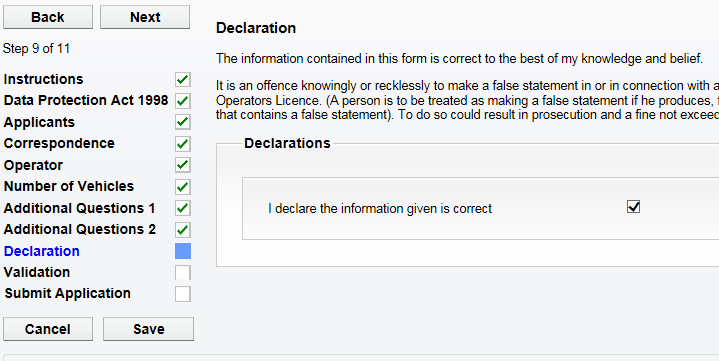 Back
Next
Step 9 of 11
Instructions
Data Protection Act 1998
Applicants
Correspondence
Operator
Number of Vehicles
Additional Questions 1
Additional Questions 2
Declaration
Validation
Submit Application
Cancel
Save
Declaration
The information contained in this form is correct to the best of my knowledge and belief.
It is an offence knowingly or recklessly to make a false statement in or in connection with a
Operators Licence. (A person is to be treated as making a false statement if he produces,
that contains a false statement). To do so could result in prosecution and a fine not exceed
Declarations
I declare the information given is correct